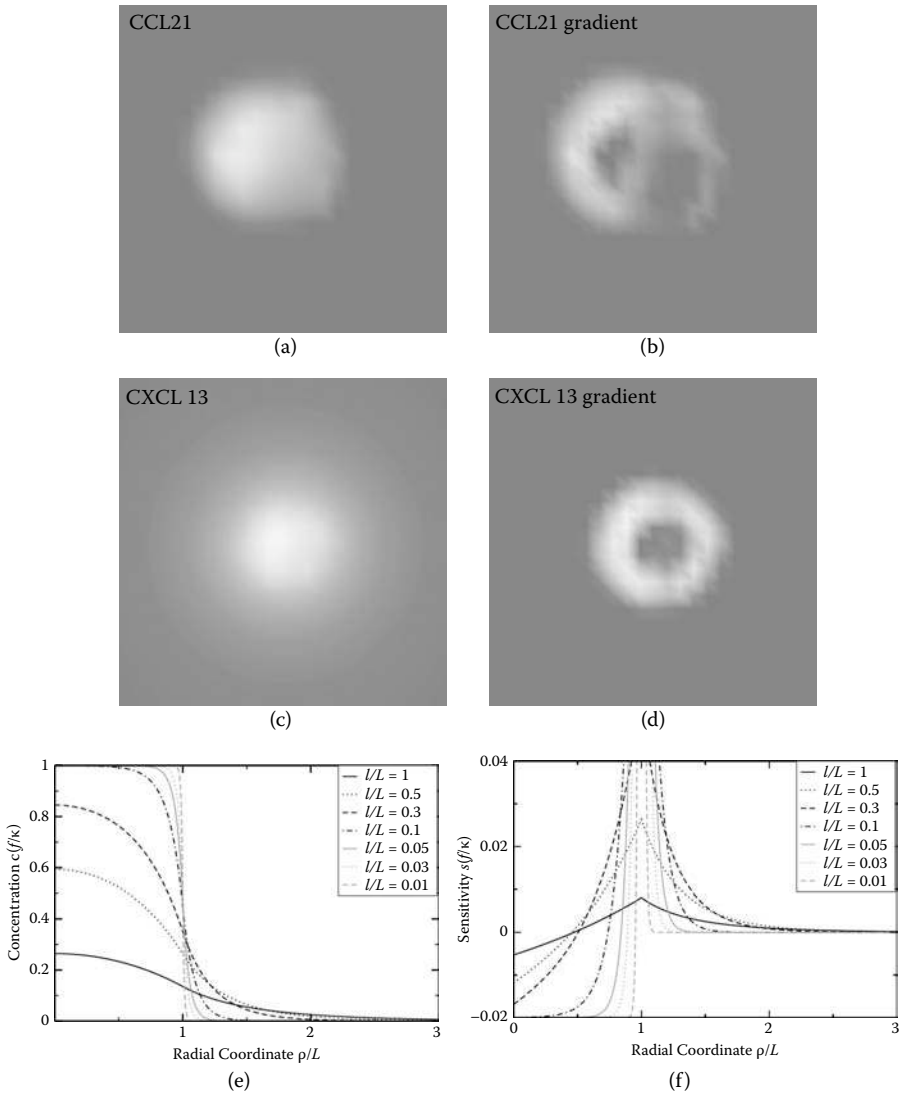 CCL21
CCL21 gradient
(a)
(b)
CXCL 13
CXCL 13 gradient
(c)
(d)
Concentration c(f/κ)
1
0.8
0.6
0.4
0.2
0
0
1
2
3
l/L = 1
l/L = 0.5
l/L = 0.3
l/L = 0.1
l/L = 0.05
l/L = 0.03
l/L = 0.01
Radial Coordinate ρ/L
(e)
Sensitivity s(f/κ)
0.04
0.02
0
−0.02
0
1
2
3
l/L = 1
l/L = 0.5
l/L = 0.3
l/L = 0.1
l/L = 0.05
l/L = 0.03
l/L = 0.01
Radial Coordinate ρ/L
(f)